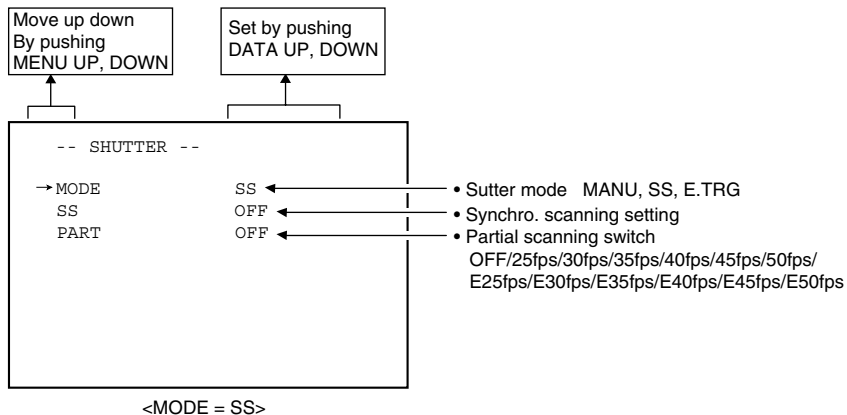 Move up down
By pushing
MENU UP, DOWN
Set by pushing
DATA UP, DOWN
-- SHUTTER --
→ MODE SS
SS OFF
PART OFF
• Sutter mode MANU, SS, E.TRG
• Synchro. scanning setting
• Partial scanning switch
OFF/25fps/30fps/35fps/40fps/45fps/50fps/
E25fps/E30fps/E35fps/E40fps/E45fps/E50fps
<MODE = SS>